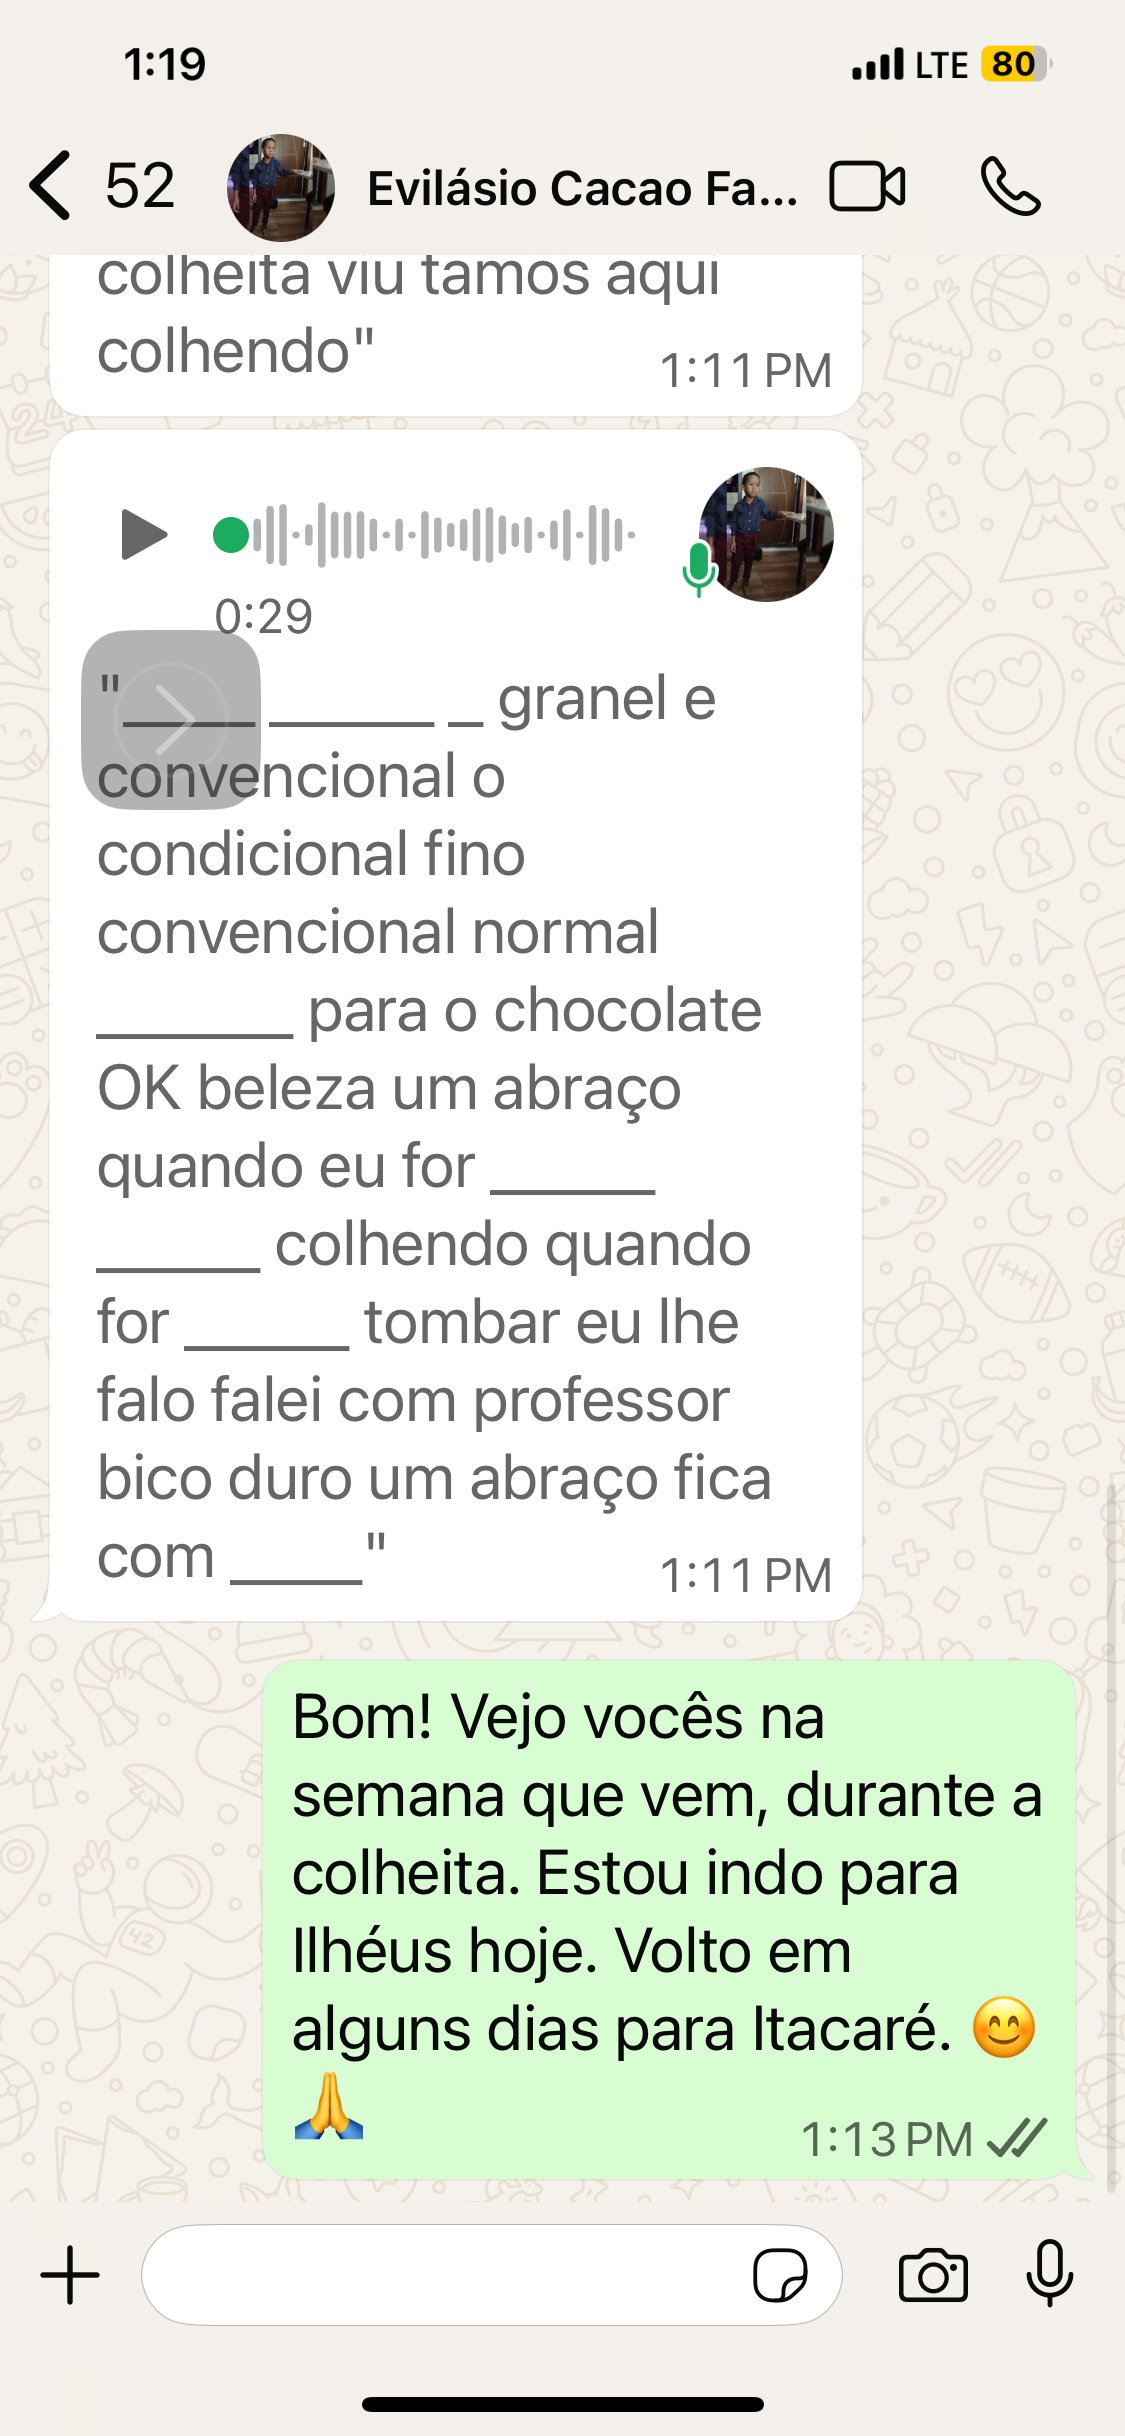 1:19
LTE 80
52 Evilásio Cacao Fa...
colheita viu tamos aqui
colhendo"
1:11 PM
0:29
"____ _____ _ granel e
convencional o
condicional fino
convencional normal
______ para o chocolate
OK beleza um abraço
quando eu for _____
_____ colhendo quando
for _____ tombar eu lhe
falo falei com professor
bico duro um abraço fica
com ____"
1:11 PM
Bom! Vejo vocês na
semana que vem, durante a
colheita. Estou indo para
Ilhéus hoje. Volto em
alguns dias para Itacaré. 😊
🙏
1:13 PM